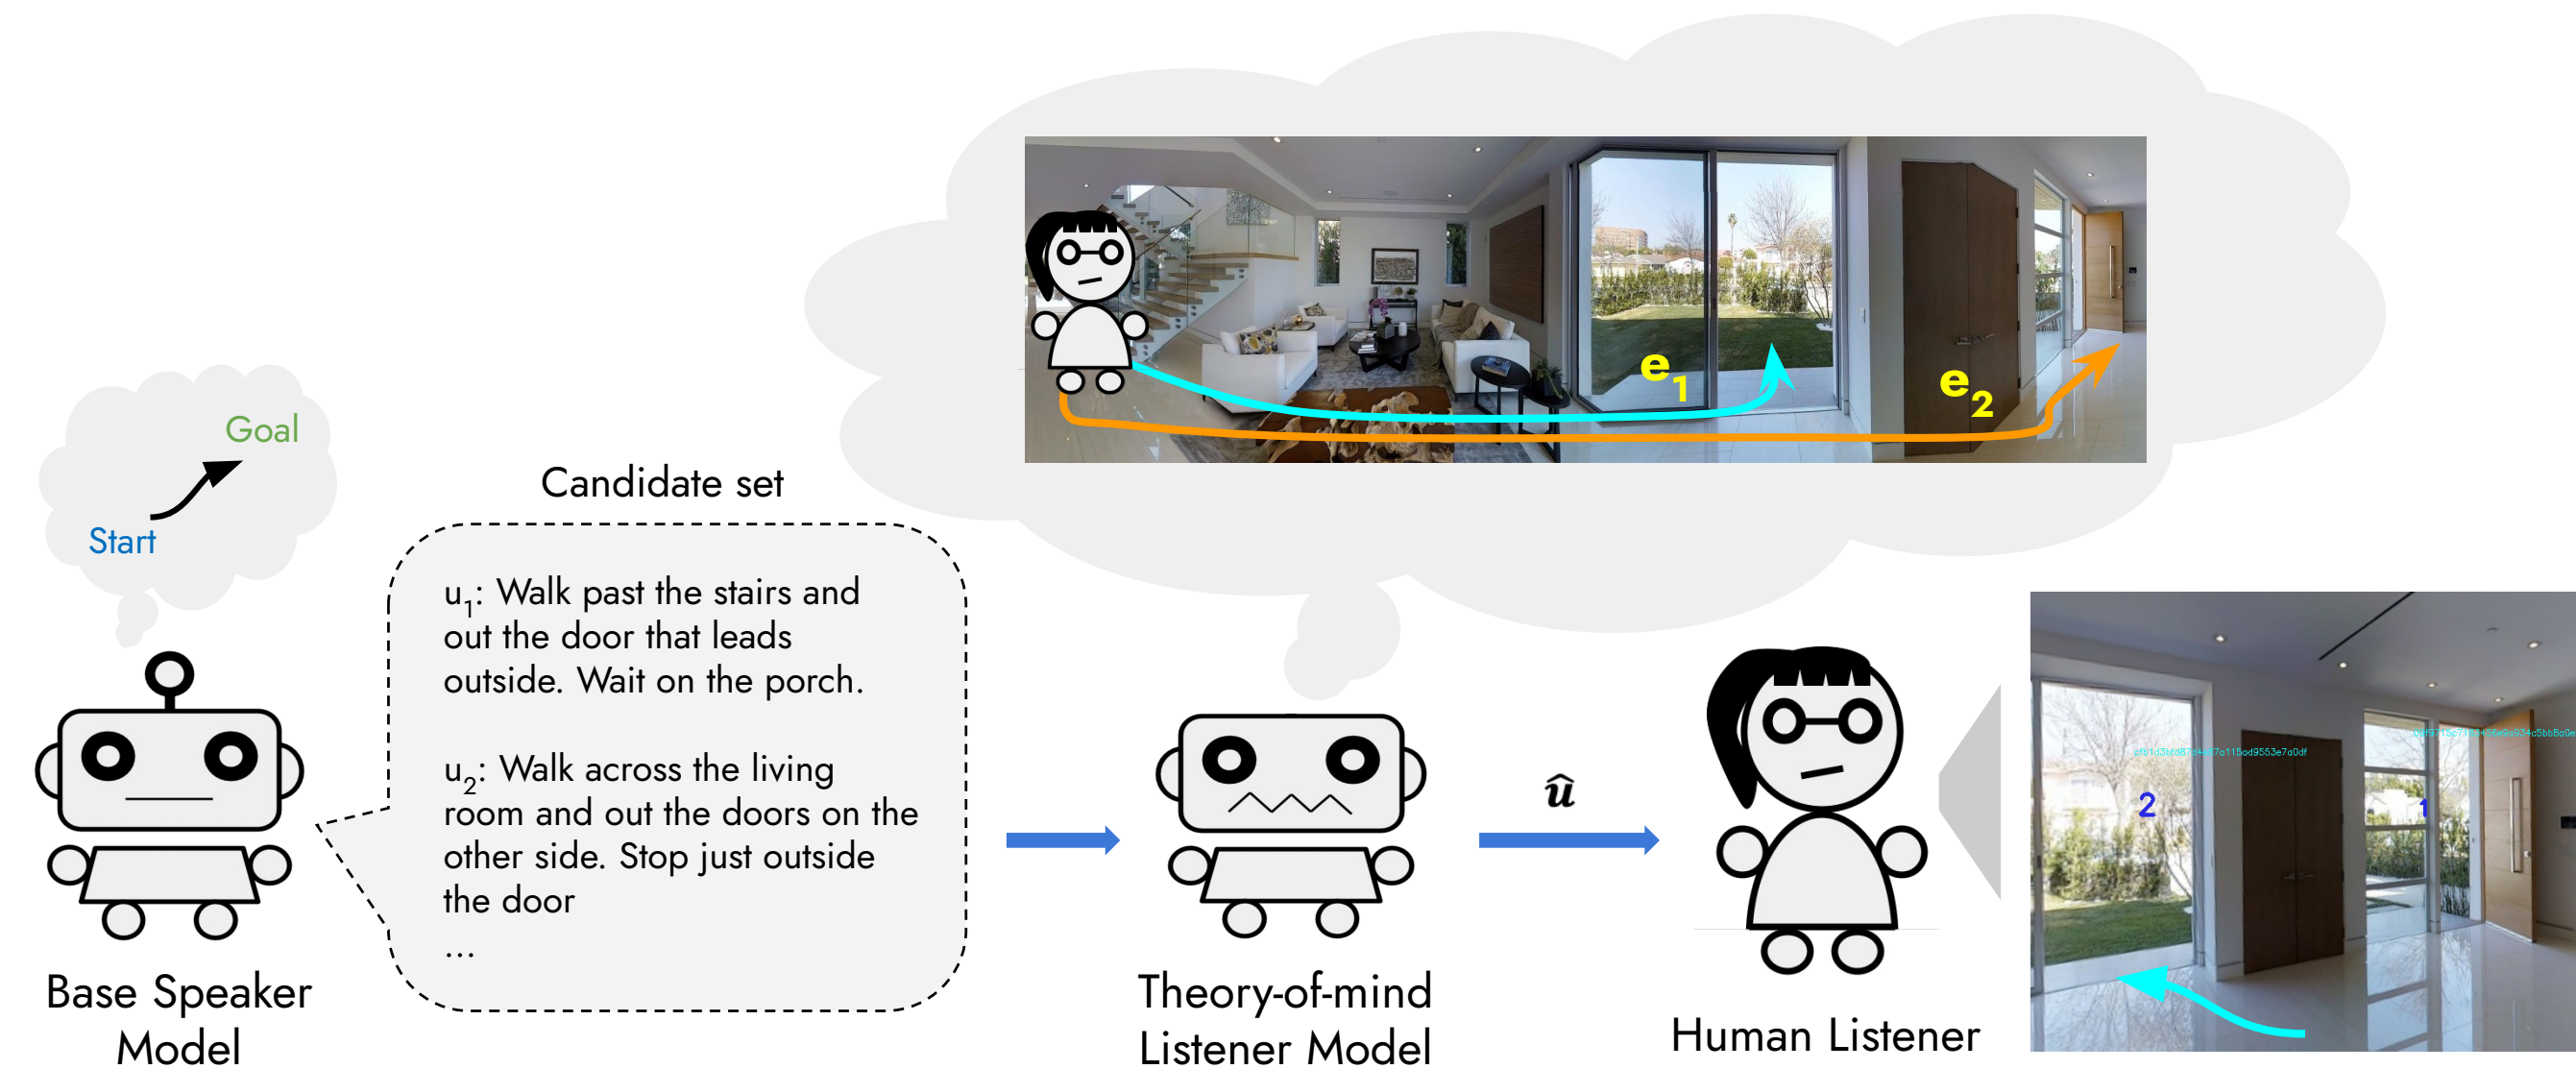 e1
e2
Goal
Start
Candidate set
u1: Walk past the stairs and
out the door that leads
outside. Wait on the porch.
u2: Walk across the living
room and out the doors on the
other side. Stop just outside
the door
...
Base Speaker
Model
Theory-of-mind
Listener Model
û
Human Listener
2
1